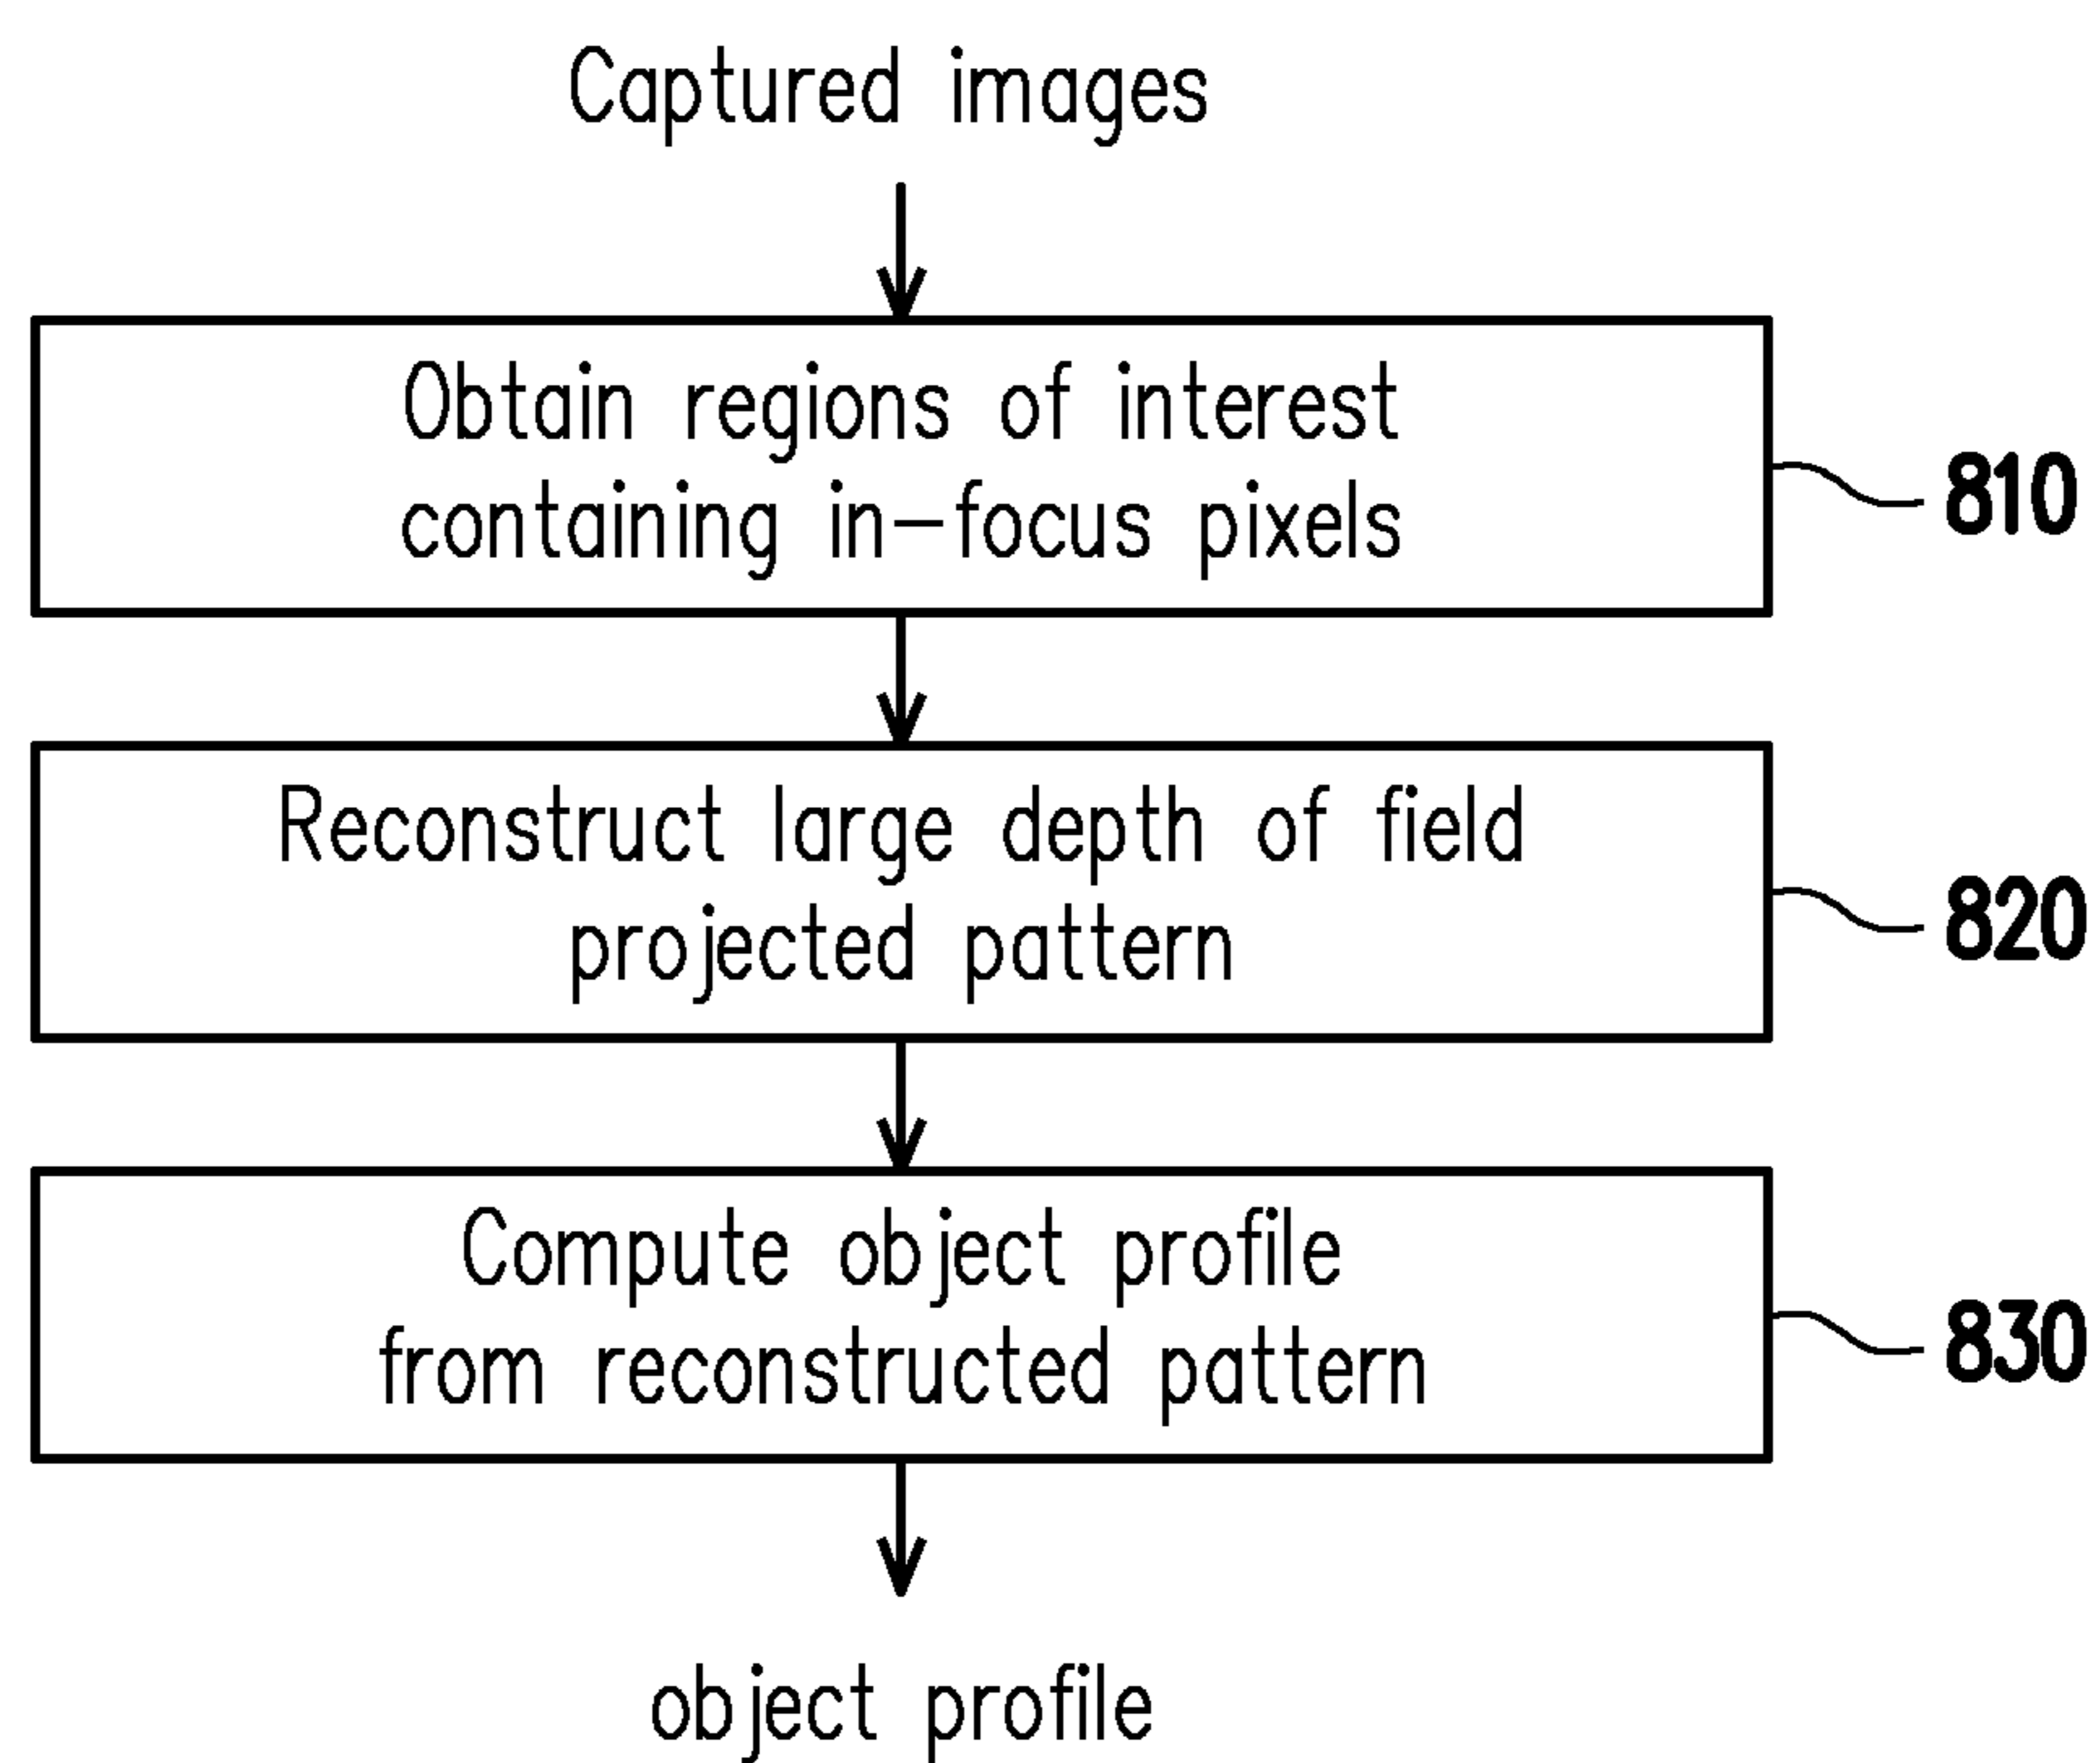 Captured images
Obtain regions of interest
containing in-focus pixels
810
Reconstruct large depth of field
projected pattern
820
Compute object profile
from reconstructed pattern
830
object profile